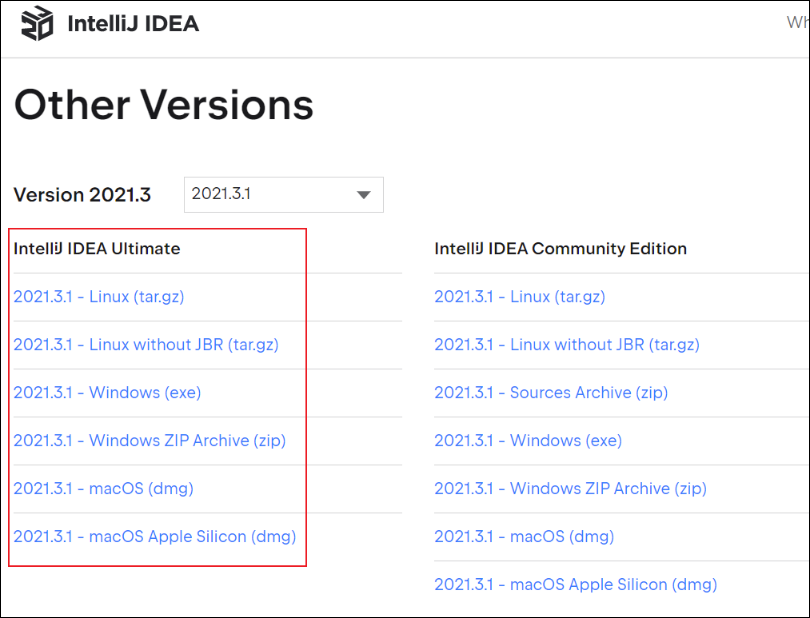 IntelliJ IDEA
Wh
Other Versions
Version 2021.3
2021.3.1
IntelliJ IDEA Ultimate
2021.3.1 - Linux (tar.gz)
2021.3.1 - Linux without JBR (tar.gz)
2021.3.1 - Windows (exe)
2021.3.1 - Windows ZIP Archive (zip)
2021.3.1 - macOS (dmg)
2021.3.1 - macOS Apple Silicon (dmg)
IntelliJ IDEA Community Edition
2021.3.1 - Linux (tar.gz)
2021.3.1 - Linux without JBR (tar.gz)
2021.3.1 - Sources Archive (zip)
2021.3.1 - Windows (exe)
2021.3.1 - Windows ZIP Archive (zip)
2021.3.1 - macOS (dmg)
2021.3.1 - macOS Apple Silicon (dmg)